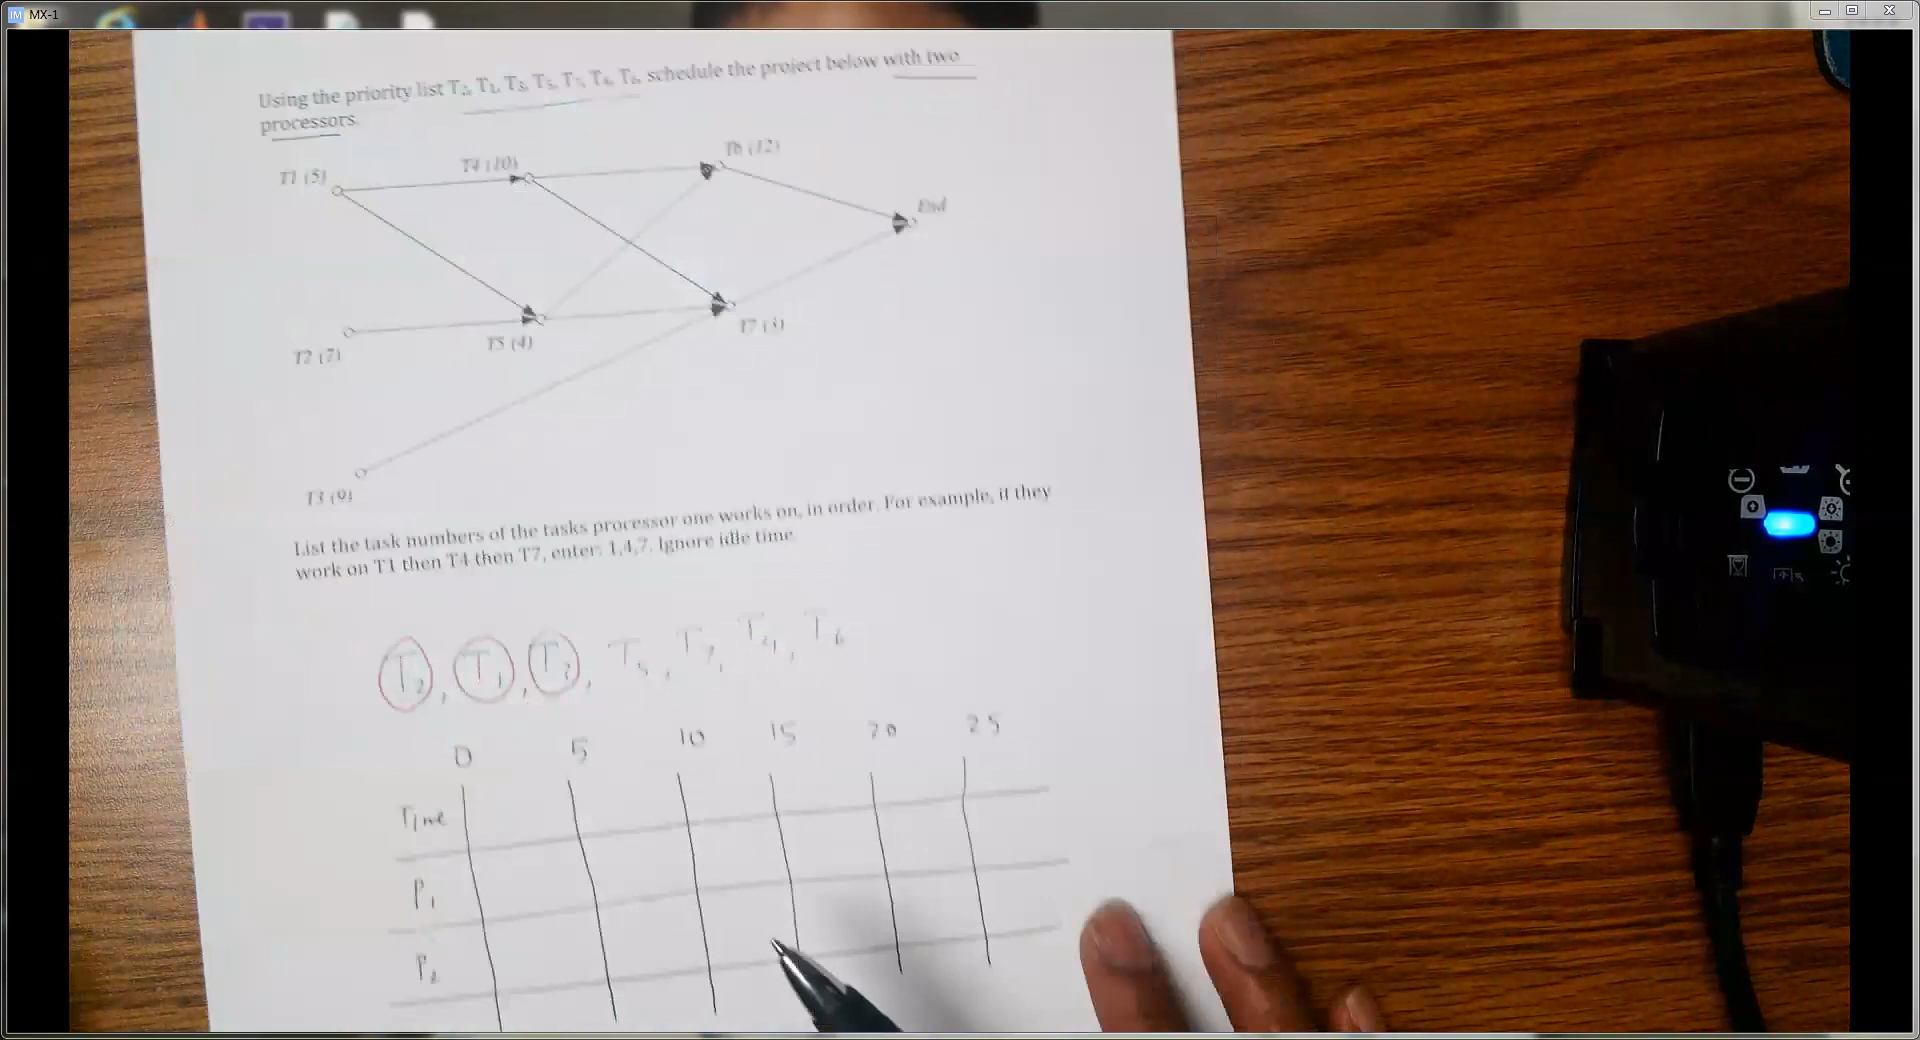 MX-1
Using the priority list T2, T1, T3, T5, T7, T4, T6, schedule the project below with two
processors.
T6 (12)
T4 (10)
T1 (5)
End
T7 (3)
T5 (4)
T2 (7)
T3 (9)
List the task numbers of the tasks processor one works on, in order. For example, if they
work on T1 then T4 then T7, enter: 1,4,7. Ignore idle time.
T2, T1, T3, T5, T7, T4, T6
0 5 10 15 20 25
Time
P1
P2